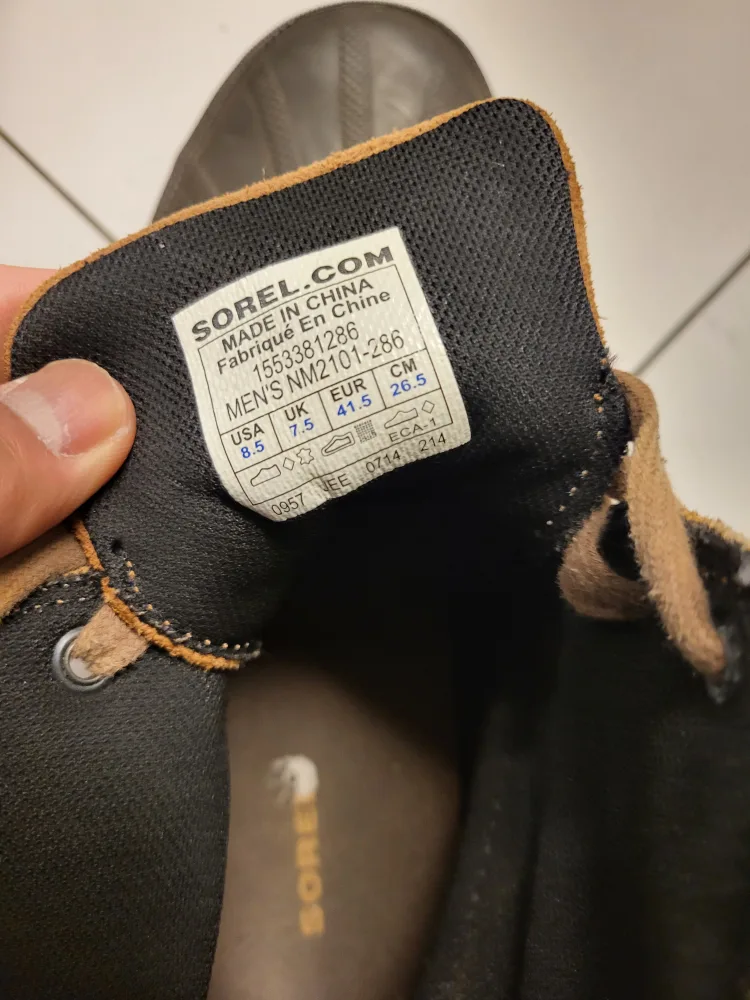 SOREL.COM
MADE IN CHINA
Fabriqué En Chine
1553381286
MEN'S NM2101-286
USA UK EUR CM
8.5 7.5 41.5 26.5
ECA-1
0957 JEE 0714 214
SOREL